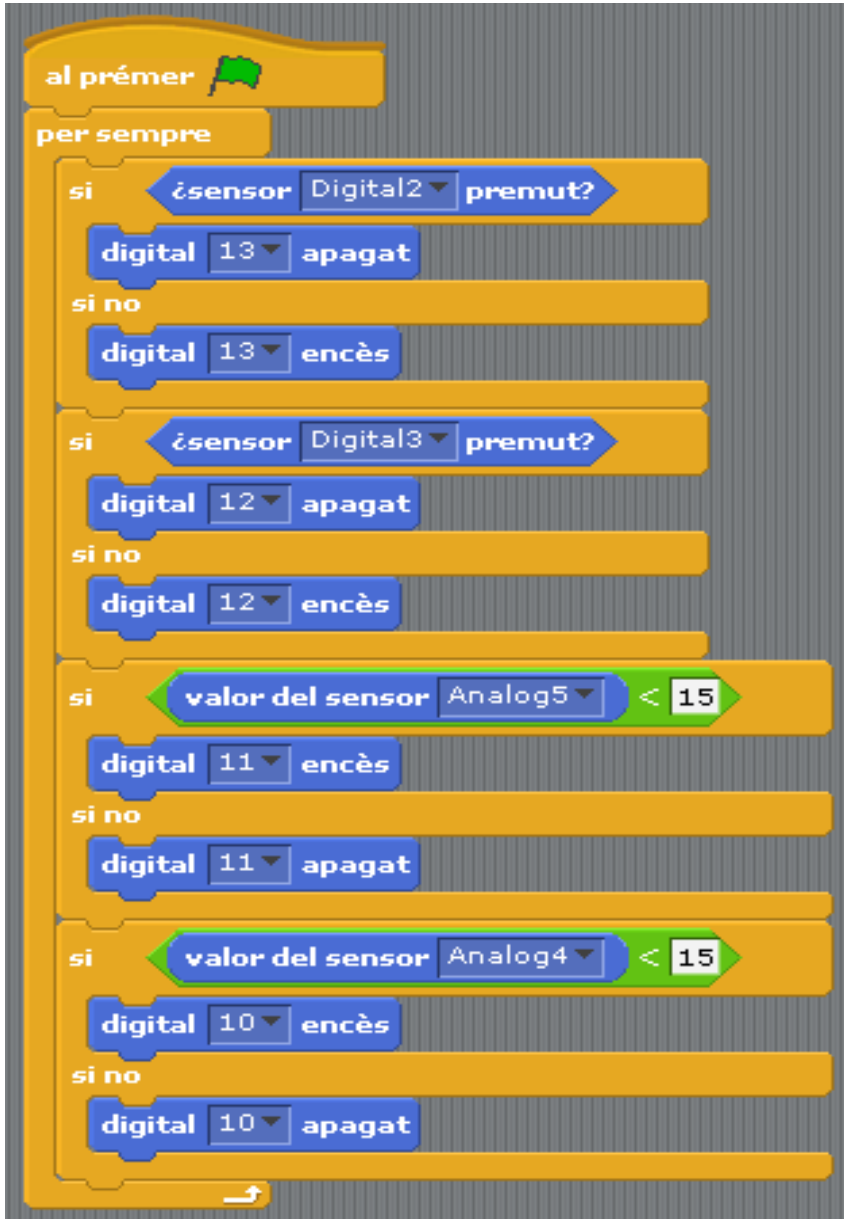 al prémer
per sempre
si ¿sensor Digital2 premut?
digital 13 apagat
si no
digital 13 encès
si ¿sensor Digital3 premut?
digital 12 apagat
si no
digital 12 encès
si valor del sensor Analog5 < 15
digital 11 encès
si no
digital 11 apagat
si valor del sensor Analog4 < 15
digital 10 encès
si no
digital 10 apagat